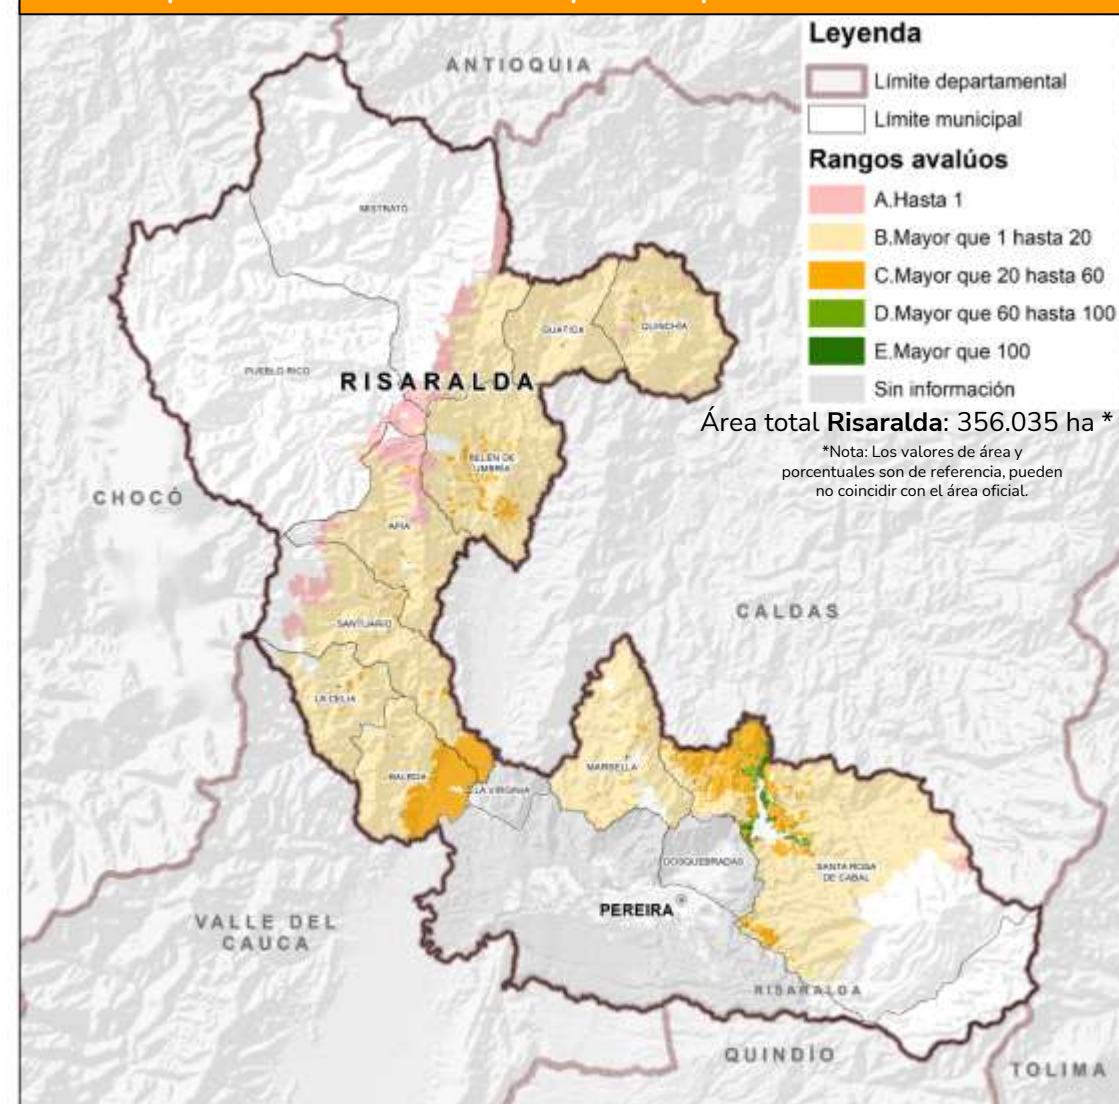 ANTIOQUIA
Leyenda
Límite departamental
Límite municipal
Rangos avalúos
A.Hasta 1
B.Mayor que 1 hasta 20
C.Mayor que 20 hasta 60
D.Mayor que 60 hasta 100
E.Mayor que 100
Sin información
Área total Risaralda: 356.035 ha *
*Nota: Los valores de área y
porcentuales son de referencia, pueden
no coincidir con el área oficial.
MISTRATÓ
GUÁTICA
QUINCHÍA
PUEBLO RICO
RISARALDA
BELÉN DE
UMBRÍA
CHOCÓ
APÍA
CALDAS
SANTUARIO
LA CELIA
MARSELLA
BALBOA
LA VIRGINIA
DOSQUEBRADAS
SANTA ROSA
DE CABAL
PEREIRA
VALLE DEL
CAUCA
RISARALDA
QUINDÍO
TOLIMA